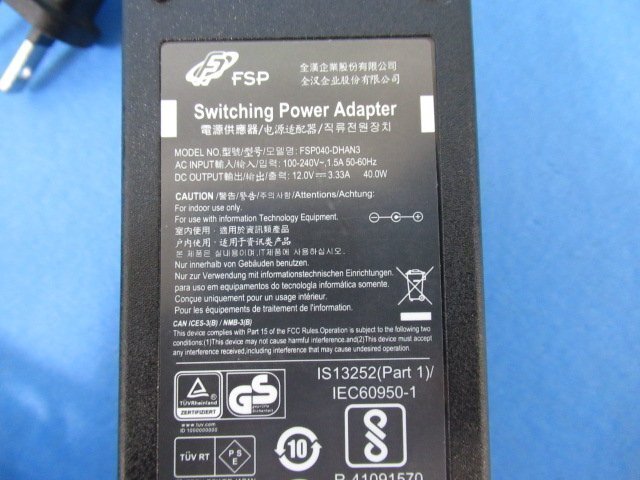 FSP
全漢企業股份有限公司
全汉企业股份有限公司
Switching Power Adapter
電源供應器/电源适配器/직류전원장치
MODEL NO.型號/型号/모델명: FSP040-DHAN3
AC INPUT輸入/输入/입력: 100-240V~,1.5A 50-60Hz
DC OUTPUT輸出/输出/출력: 12.0V⎓3.33A 40.0W
CAUTION /警告/警告/주의사항/Attentions/Achtung:
For indoor use only.
For use with information Technology Equipment.
室內使用，適用於資訊類產品
户内使用，适用于资讯类产品
본 제품은 실내용이며,IT제품에 사용하십시오.
Nur innerhalb von Gebäuden benutzen.
Nur zur Verwendung mit informationstechnischen Einrichtungen.
para uso en equipamentos do tecnologia informática somente.
Conçue uniquement pour un usage intérieur.
Pour les équipements de traitement de l'information.
CAN ICES-3(B) / NMB-3(B)
This device complies with Part 15 of the FCC Rules.Operation is subject to the following two
conditions:(1)This device may not cause harmful interference,and(2)This device must accept
any interference received,including interference that may cause undesired operation.
IS13252(Part 1)/
IEC60950-1
TÜVRheinland
ZERTIFIZIERT
www.tuv.com
ID 1000000000
GS
geprüfte
Sicherheit
TÜV RT
P S
E
10
R-41091570